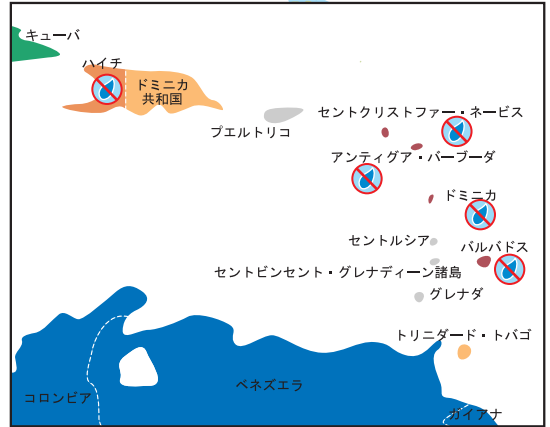 キューバ
ハイチ
ドミニカ
共和国
プエルトリコ
セントクリストファー・ネービス
アンティグア・バーブーダ
ドミニカ
セントルシア
バルバドス
セントビンセント・グレナディーン諸島
グレナダ
トリニダード・トバゴ
ベネズエラ
コロンビア
ガイアナ